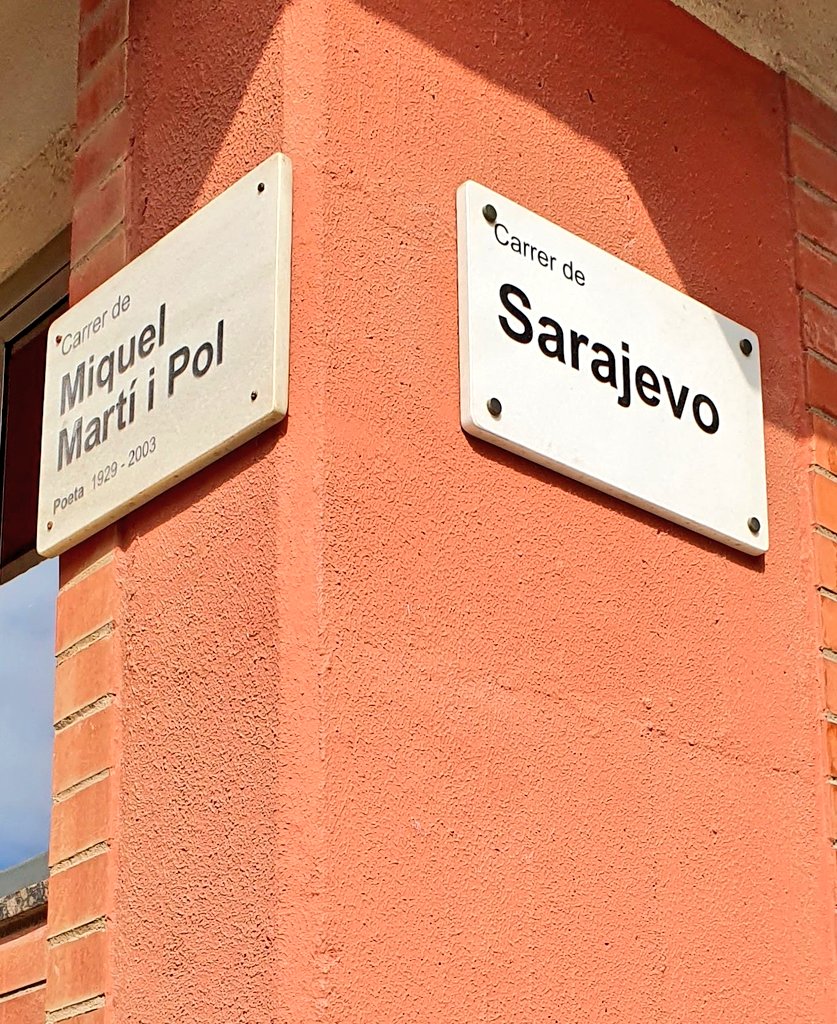 Carrer de
Miquel
Martí i Pol
Poeta 1929 - 2003
Carrer de
Sarajevo